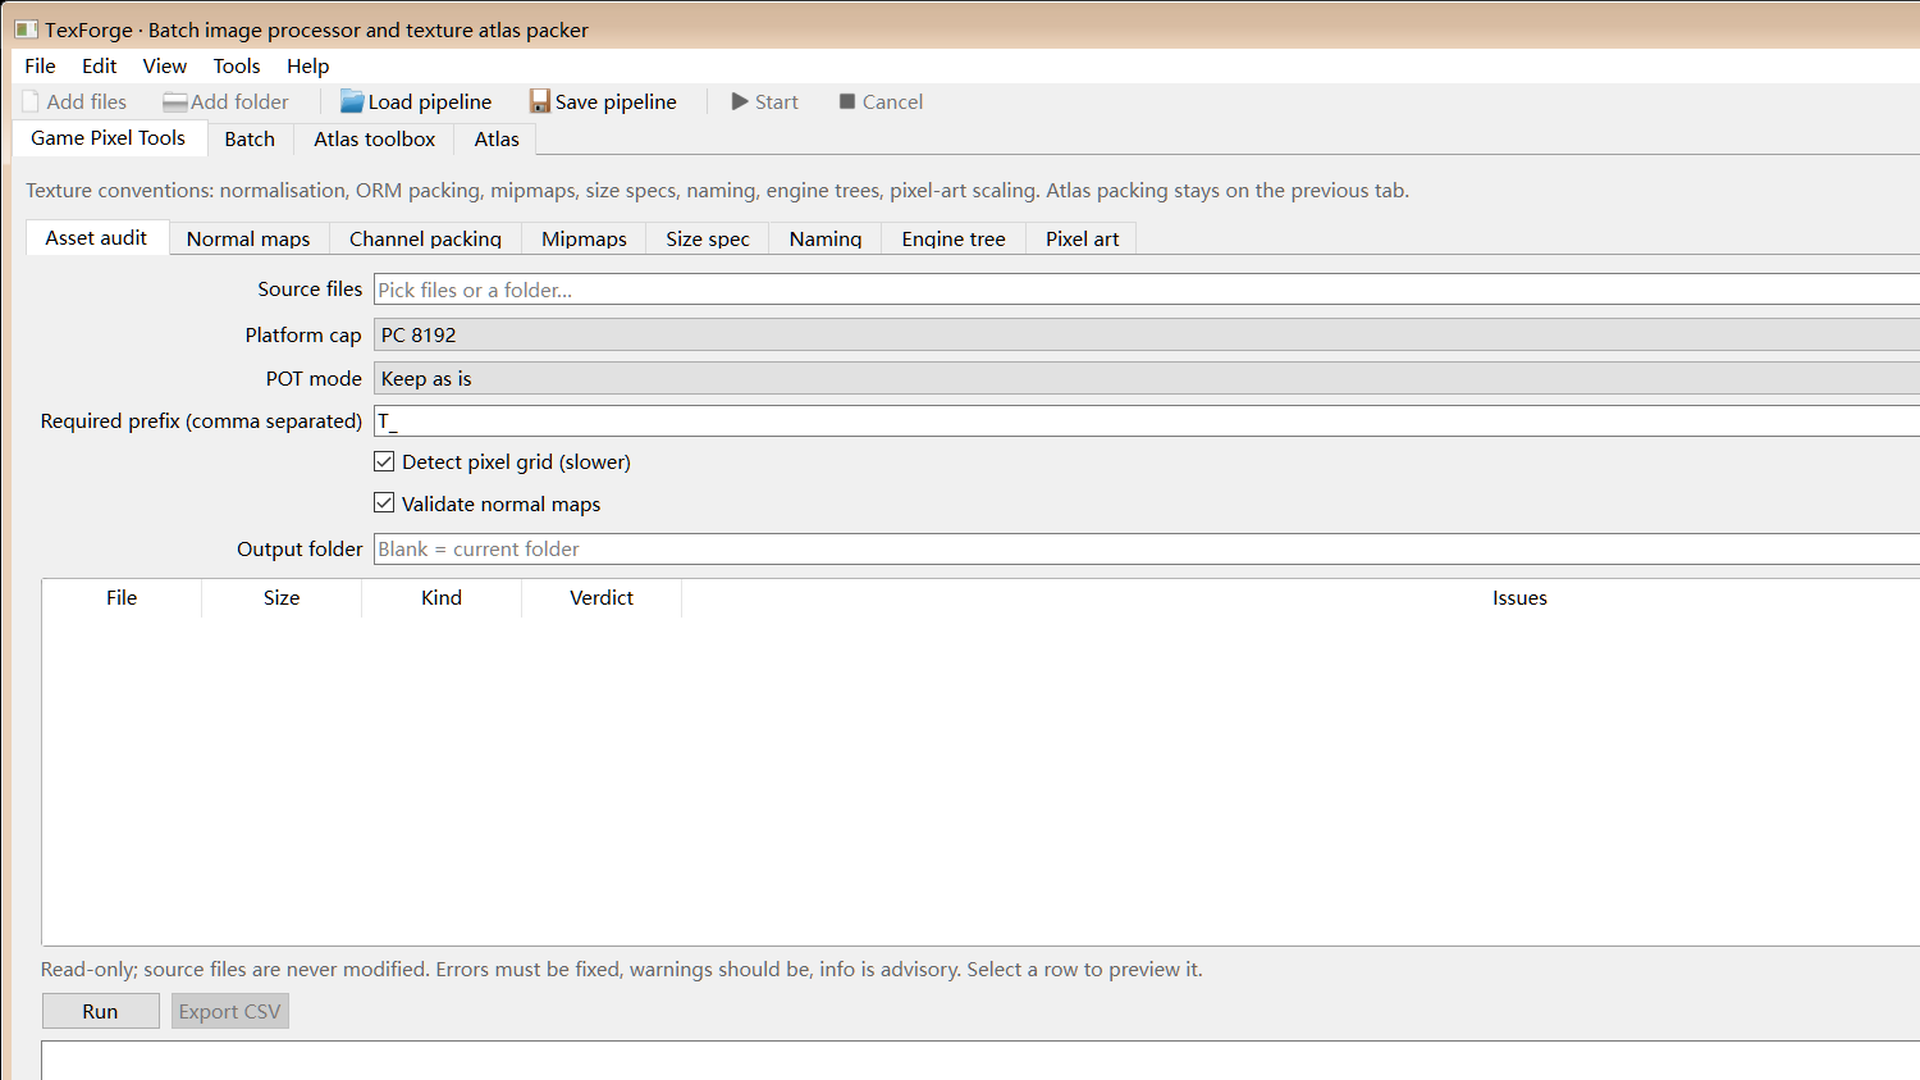 TexForge · Batch image processor and texture atlas packer
File Edit View Tools Help
Add files Add folder Load pipeline Save pipeline Start Cancel
Game Pixel Tools Batch Atlas toolbox Atlas
Texture conventions: normalisation, ORM packing, mipmaps, size specs, naming, engine trees, pixel-art scaling. Atlas packing stays on the previous tab.
Asset audit Normal maps Channel packing Mipmaps Size spec Naming Engine tree Pixel art
Source files Pick files or a folder...
Platform cap PC 8192
POT mode Keep as is
Required prefix (comma separated) T_
Detect pixel grid (slower)
Validate normal maps
Output folder Blank = current folder
File Size Kind Verdict Issues
Read-only; source files are never modified. Errors must be fixed, warnings should be, info is advisory. Select a row to preview it.
Run Export CSV